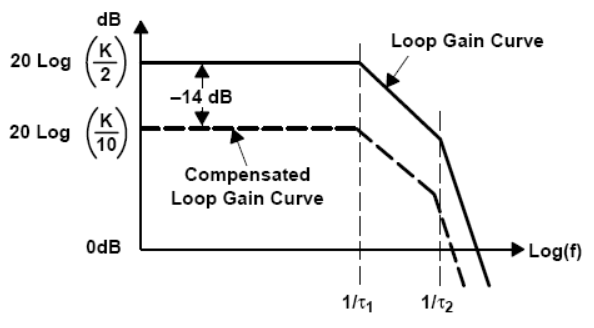 dB
Loop Gain Curve
20 Log (K/2)
–14 dB
20 Log (K/10)
Compensated
Loop Gain Curve
0dB
Log(f)
1/τ1
1/τ2